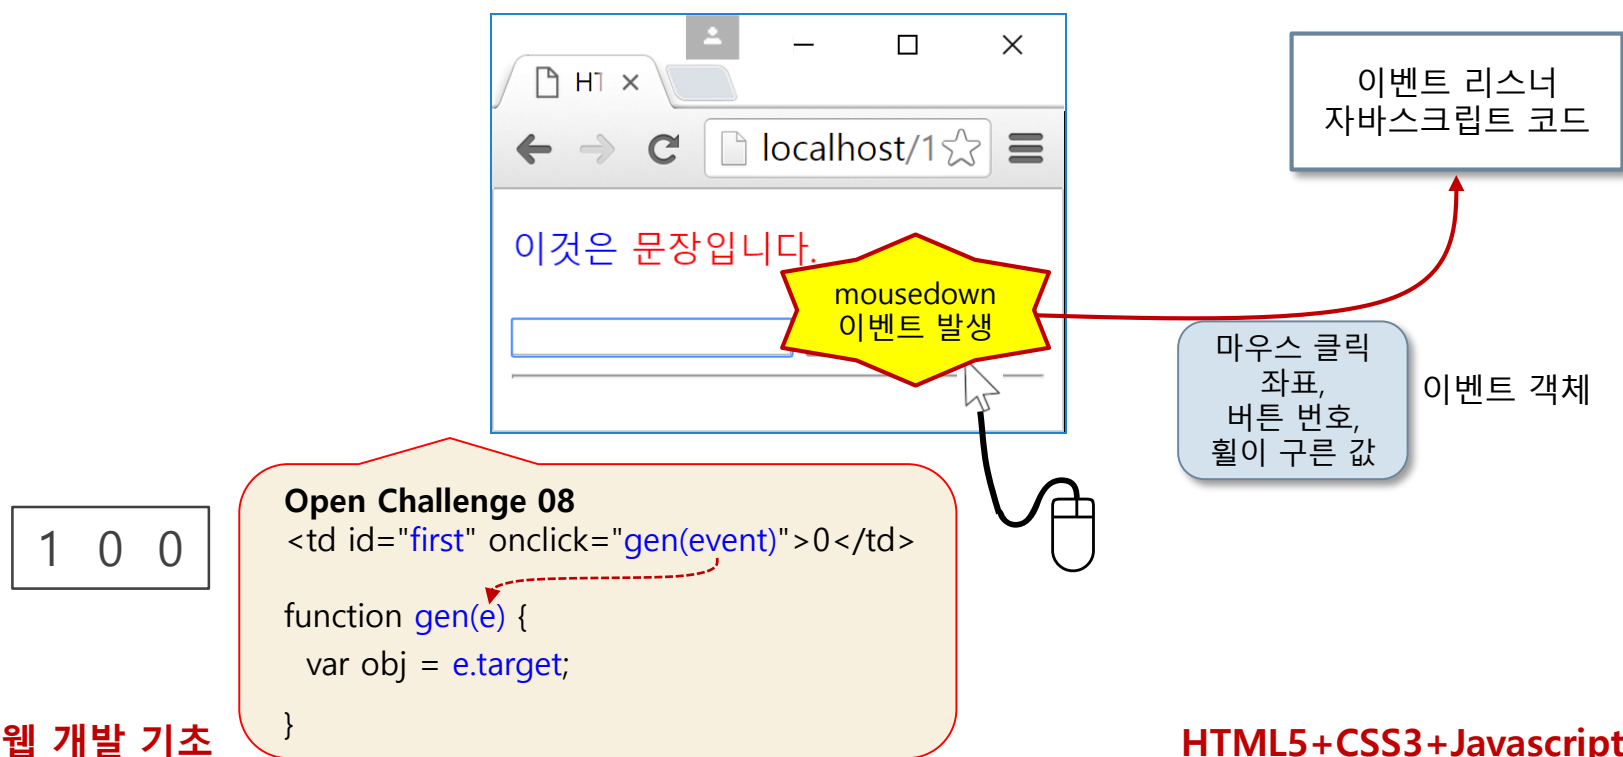 HT
localhost/1
이것은 문장입니다.
mousedown
이벤트 발생
이벤트 리스너
자바스크립트 코드
마우스 클릭
좌표,
버튼 번호,
휠이 구른 값
이벤트 객체
1 0 0
Open Challenge 08
<td id="first" onclick="gen(event)">0</td>
function gen(e) {
var obj = e.target;
}
웹 개발 기초
HTML5+CSS3+Javascript